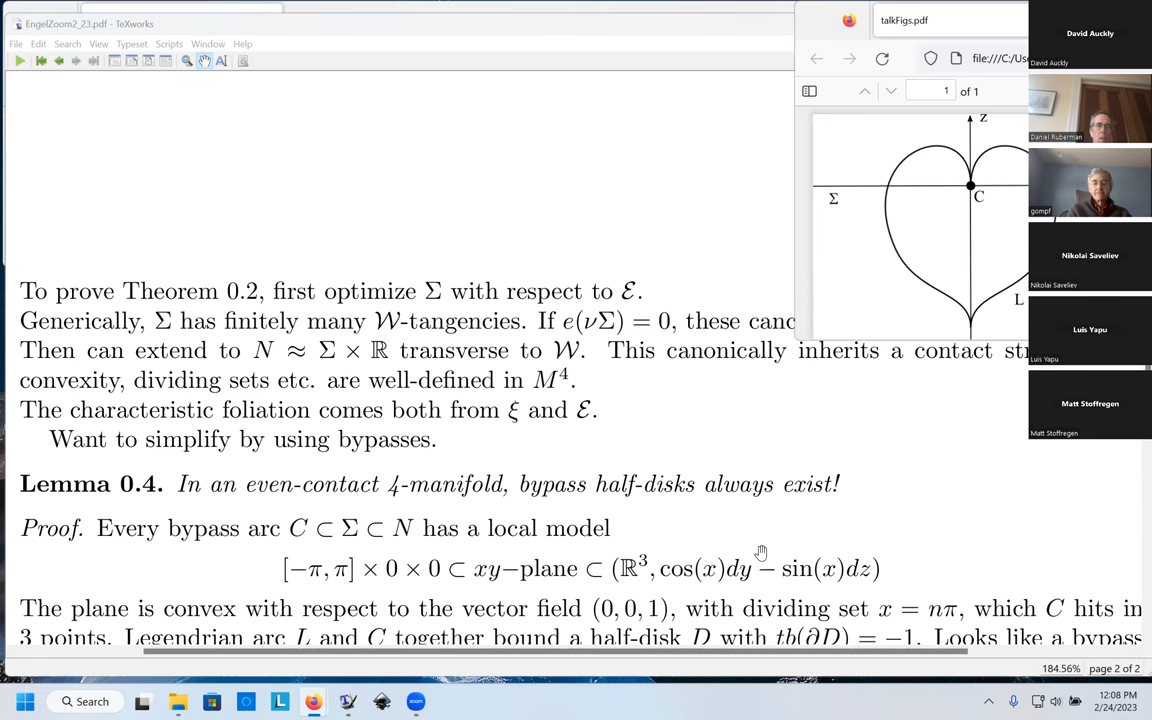 EngelZoom2_23.pdf - TeXworks
File Edit Search View Typeset Scripts Window Help
talkFigs.pdf
file:///C:/Us
1 of 1
z
Σ
C
L
David Auckly
David Auckly
Daniel Ruberman
gompf
Nikolai Saveliev
Nikolai Saveliev
Luis Yapu
Luis Yapu
Matt Stoffregen
Matt Stoffregen
To prove Theorem 0.2, first optimize Σ with respect to ℰ.
Generically, Σ has finitely many 𝒲-tangencies. If e(νΣ) = 0, these canc
Then can extend to N ≈ Σ × ℝ transverse to 𝒲. This canonically inherits a contact str
convexity, dividing sets etc. are well-defined in M⁴.
The characteristic foliation comes both from ξ and ℰ.
Want to simplify by using bypasses.
Lemma 0.4. In an even-contact 4-manifold, bypass half-disks always exist!
Proof. Every bypass arc C ⊂ Σ ⊂ N has a local model
[−π, π] × 0 × 0 ⊂ xy−plane ⊂ (ℝ³, cos(x)dy − sin(x)dz)
The plane is convex with respect to the vector field (0, 0, 1), with dividing set x = nπ, which C hits in
3 points. Legendrian arc L and C together bound a half-disk D with tb(∂D) = −1. Looks like a bypass
184.56% page 2 of 2
Search
zoom
12:08 PM
2/24/2023